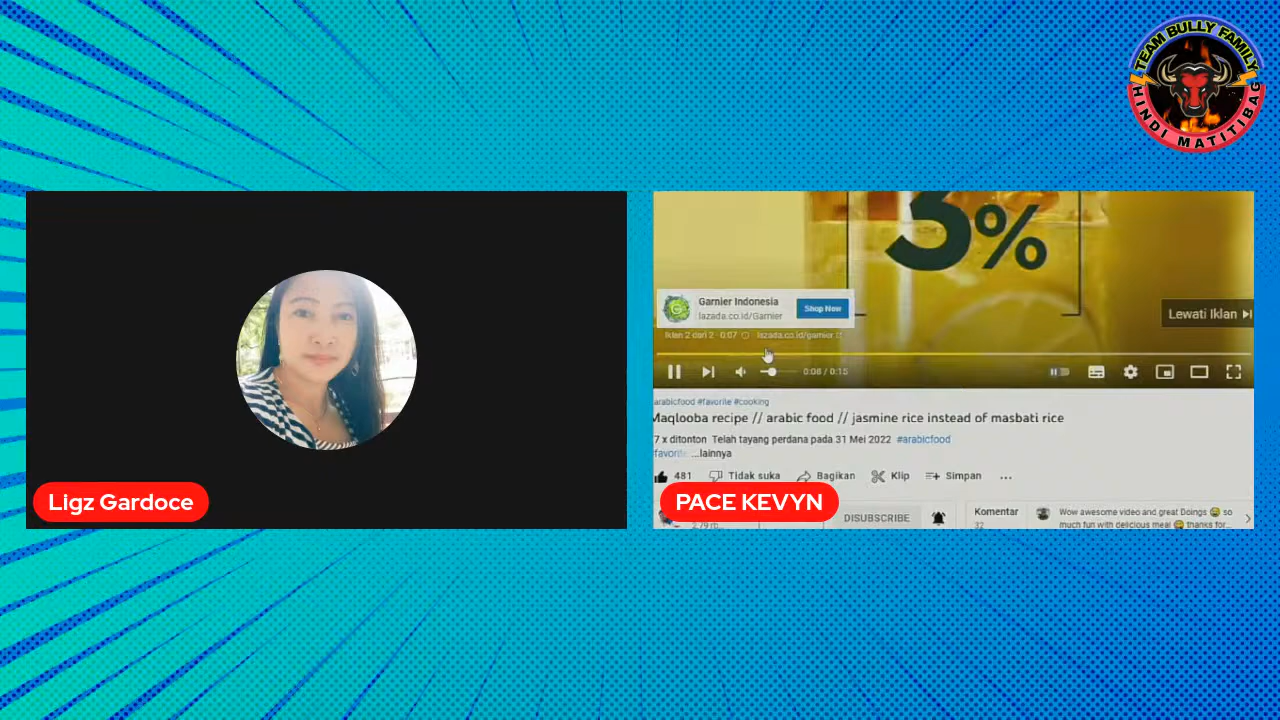 TEAM BULLY FAMILY
HINDI MATITIBAG
3%
Garnier Indonesia
lazada.co.id/Garnier
Shop Now
Lewati Iklan
Iklan 2 dari 2 · 0:07
lazada.co.id/garnier
0:08 / 0:15
arabicfood #favorite #cooking
Maqlooba recipe // arabic food // jasmine rice instead of masbati rice
7 x ditonton Telah tayang perdana pada 31 Mei 2022 #arabicfood
#favorite ...lainnya
481 Tidak suka Bagikan Klip Simpan ...
Ligz Gardoce
PACE KEVYN
2,79 rb...
DISUBSCRIBE
Komentar
32
Wow awesome video and great Doings so
much fun with delicious meal thanks for...